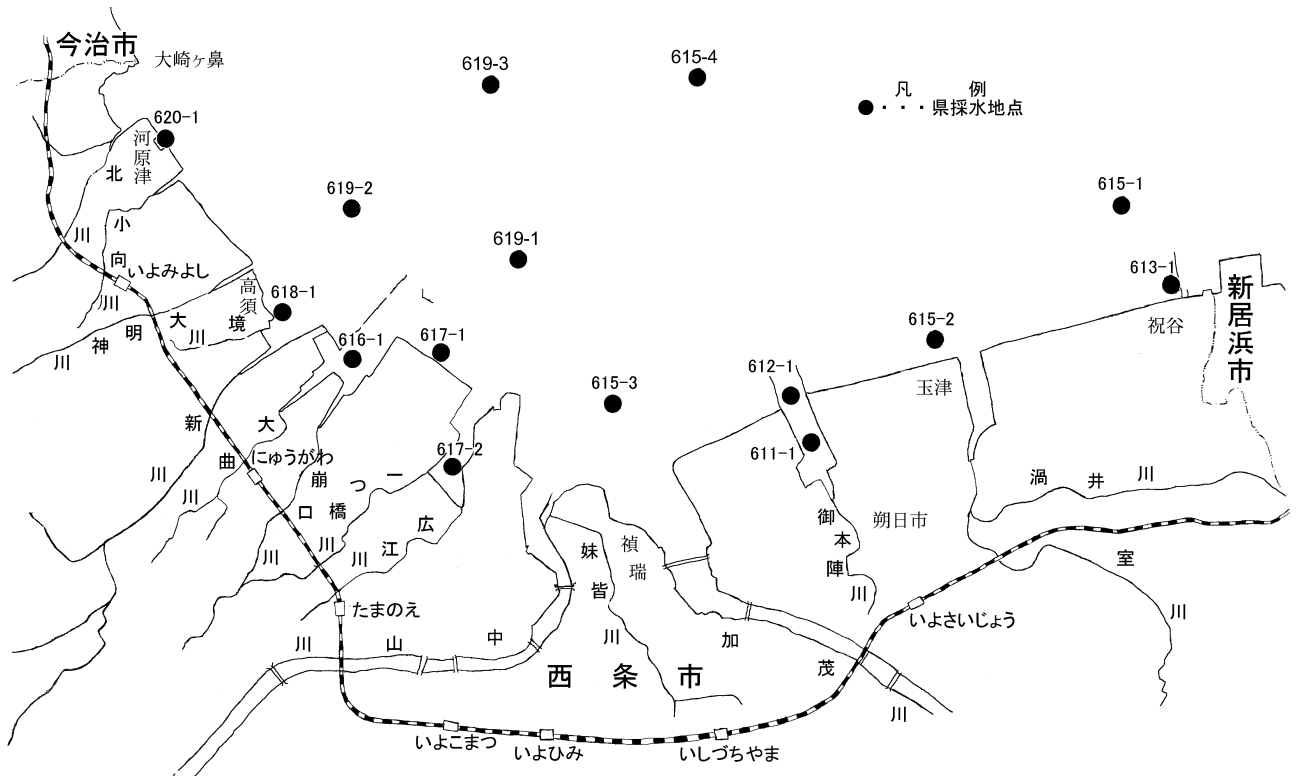 今治市
大崎ヶ鼻
619-3
615-4
凡 例
●・・・県採水地点
620-1
河原津
北川
619-2
615-1
小向川
619-1
いよみよし
613-1
新居浜市
高須
618-1
大明神川
境川
616-1
617-1
615-2
祝谷
612-1
玉津
615-3
新川
大曲川
にゅうがわ
617-2
611-1
崩口川
一つ橋川
広江川
渦井川
御本陣川
朔日市
妹皆川
禎瑞
室川
たまのえ
いよさいじょう
中山川
加茂川
西条市
いよこまつ
いよひみ
いしづちやま